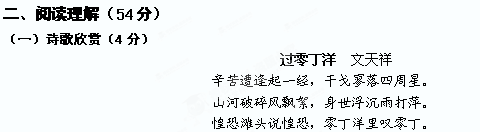 二、阅读理解（54分）
（一）诗歌欣赏（4分）
过零丁洋 文天祥
辛苦遭逢起一经，干戈寥落四周星。
山河破碎风飘絮，身世浮沉雨打萍。
惶恐滩头说惶恐，零丁洋里叹零丁。